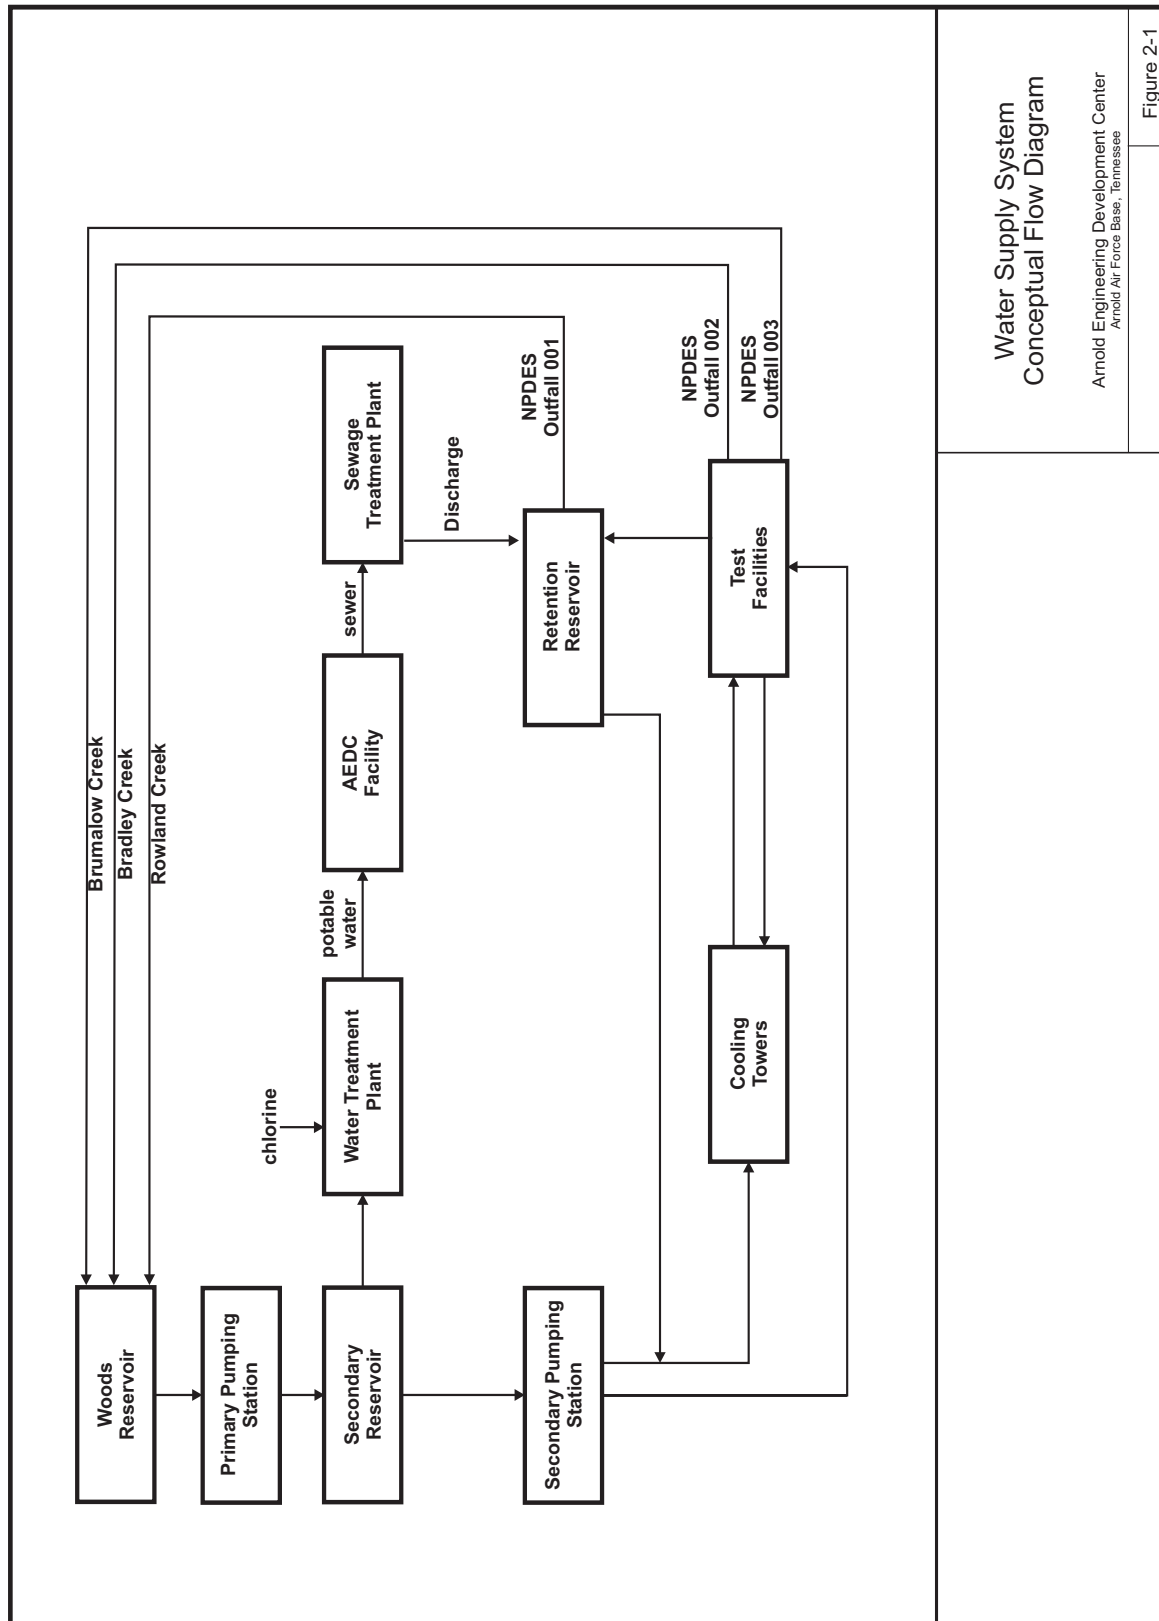 Brumalow Creek
Bradley Creek
Rowland Creek
Woods
Reservoir
Primary Pumping
Station
chlorine
Secondary
Reservoir
Water Treatment
Plant
potable
water
AEDC
Facility
sewer
Sewage
Treatment Plant
Discharge
Secondary Pumping
Station
Retention
Reservoir
NPDES
Outfall 001
Cooling
Towers
Test
Facilities
NPDES
Outfall 002
NPDES
Outfall 003
Water Supply System
Conceptual Flow Diagram
Arnold Engineering Development Center
Arnold Air Force Base, Tennessee
Figure 2-1